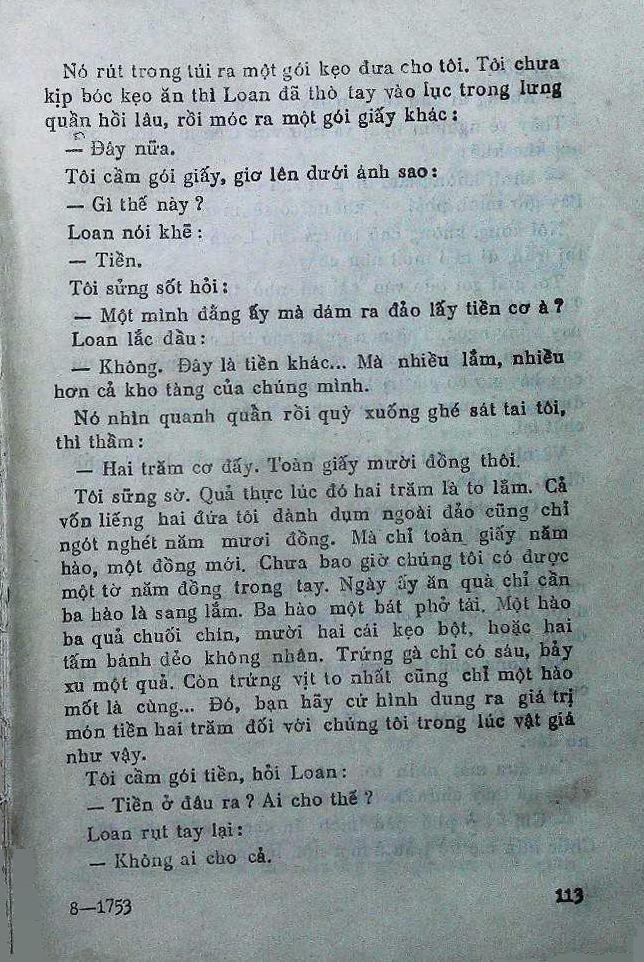 Nó rút trong túi ra một gói kẹo đưa cho tôi. Tôi chưa
kịp bóc kẹo ăn thì Loan đã thò tay vào lục trong lưng
quần hồi lâu, rồi móc ra một gói giấy khác:
— Đây nữa.
Tôi cầm gói giấy, giơ lên dưới ánh sao:
— Gì thế này?
Loan nói khẽ:
— Tiền.
Tôi sửng sốt hỏi:
— Một mình đằng ấy mà dám ra đảo lấy tiền cơ à?
Loan lắc đầu:
— Không. Đây là tiền khác... Mà nhiều lắm, nhiều
hơn cả kho tàng của chúng mình.
Nó nhìn quanh quẩn rồi quỳ xuống ghé sát tai tôi,
thì thầm:
— Hai trăm cơ đấy. Toàn giấy mười đồng thôi.
Tôi sững sờ. Quả thực lúc đó hai trăm là to lắm. Cả
vốn liếng hai đứa tôi dành dụm ngoài đảo cũng chỉ
ngót nghét năm mươi đồng. Mà chỉ toàn giấy năm
hào, một đồng mới. Chưa bao giờ chúng tôi có được
một tờ năm đồng trong tay. Ngày ấy ăn quà chỉ cần
ba hào là sang lắm. Ba hào một bát phở tái. Một hào
ba quả chuối chín, mười hai cái kẹo bột, hoặc hai
tấm bánh dẻo không nhân. Trứng gà chỉ có sáu, bảy
xu một quả. Còn trứng vịt to nhất cũng chỉ một hào
mốt là cùng... Đó, bạn hãy cứ hình dung ra giá trị
món tiền hai trăm đối với chúng tôi trong lúc vật giá
như vậy.
Tôi cầm gói tiền, hỏi Loan:
— Tiền ở đâu ra? Ai cho thế?
Loan rụt tay lại:
— Không ai cho cả.
8—1753
113